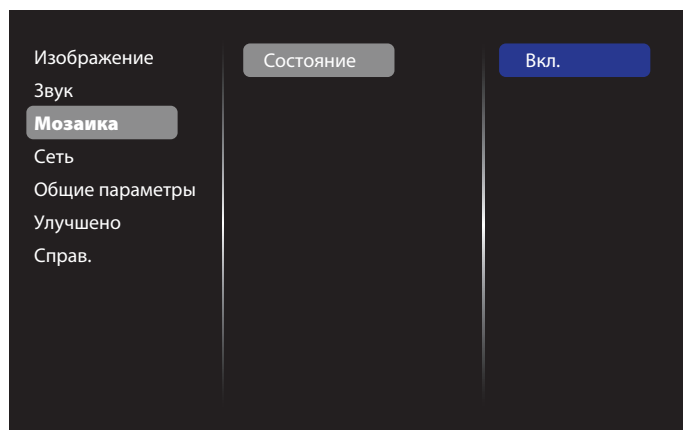 Изображение
Звук
Мозаика
Сеть
Общие параметры
Улучшено
Справ.
Состояние
Вкл.